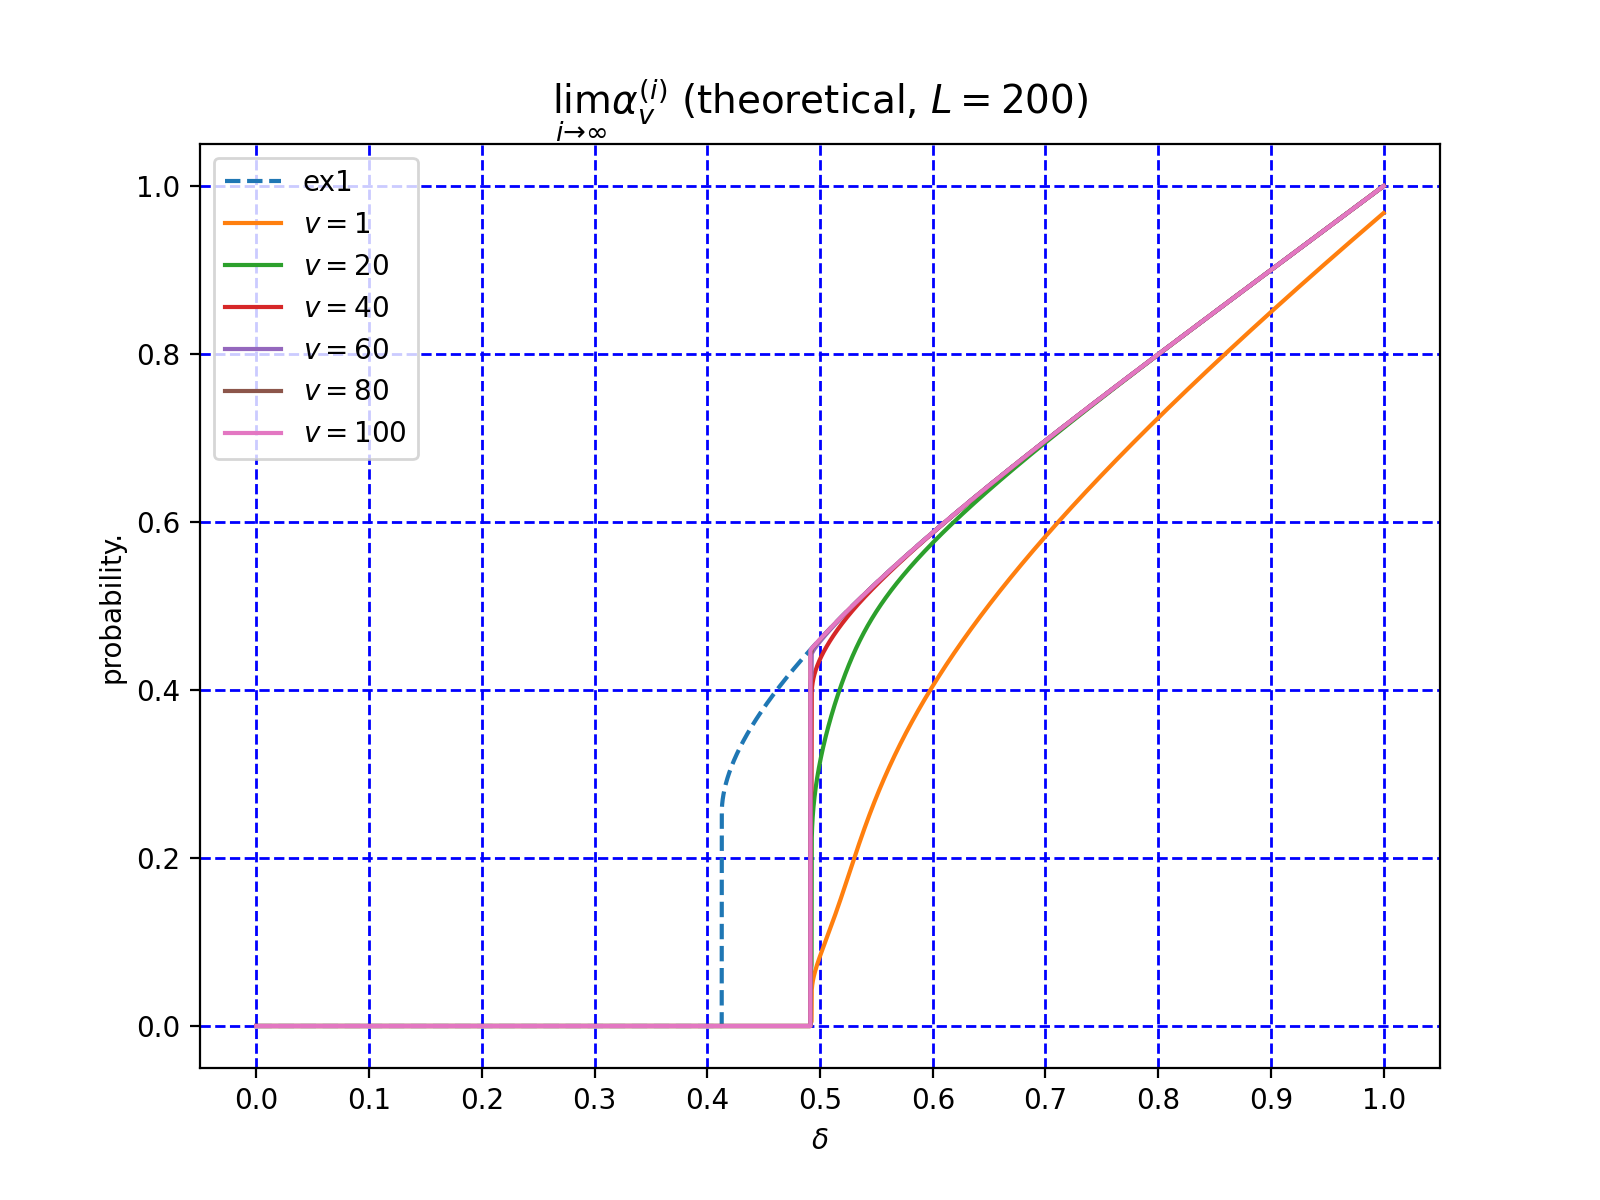 lim α_v^(i) (theoretical, L = 200)
i→∞
ex1
v = 1
v = 20
v = 40
v = 60
v = 80
v = 100
probability.
1.0
0.8
0.6
0.4
0.2
0.0
0.0 0.1 0.2 0.3 0.4 0.5 0.6 0.7 0.8 0.9 1.0
δ